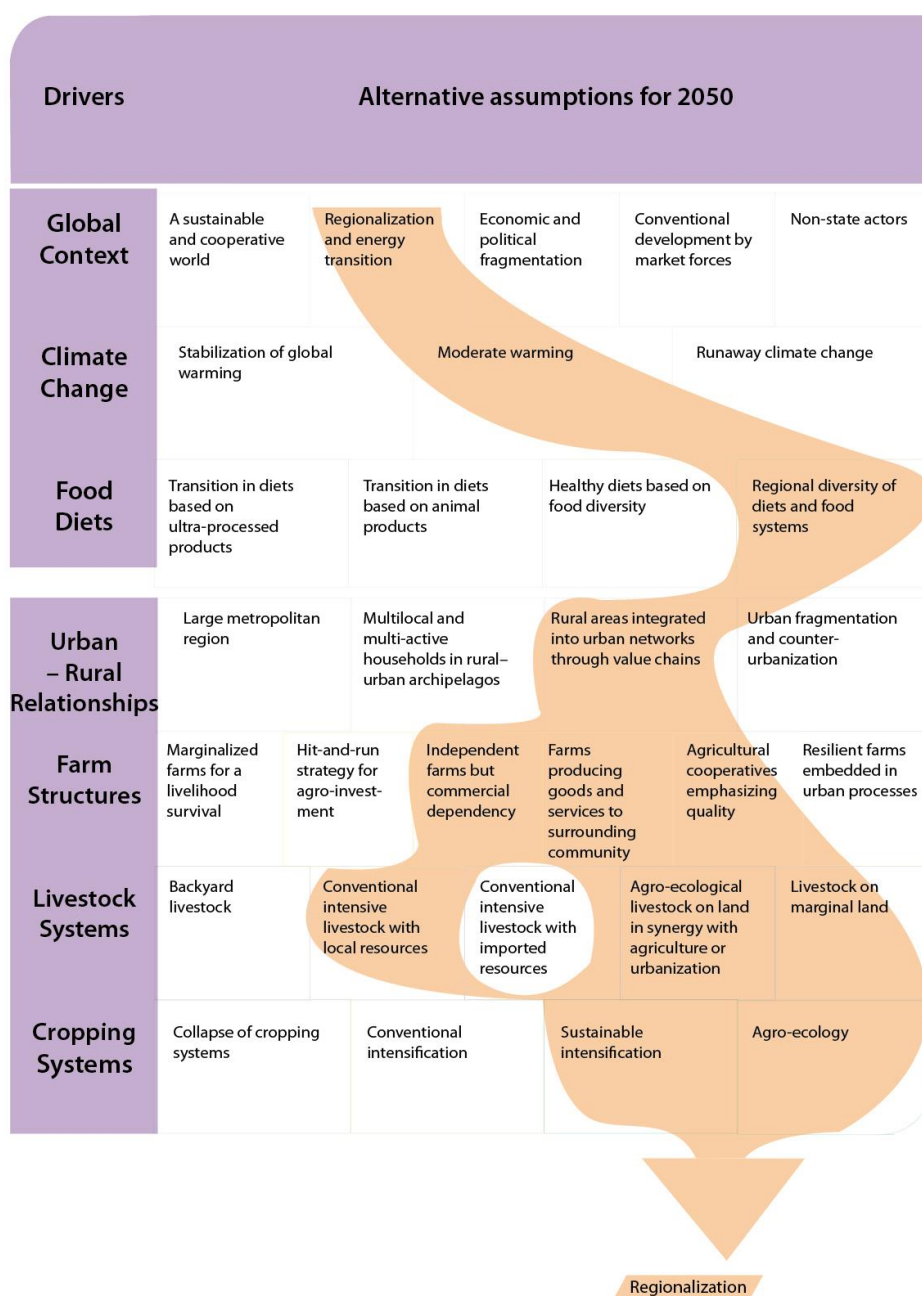 Drivers
Alternative assumptions for 2050
Global
Context
A sustainable
and cooperative
world
Regionalization
and energy
transition
Economic and
political
fragmentation
Conventional
development by
market forces
Non-state actors
Climate
Change
Stabilization of global
warming
Moderate warming
Runaway climate change
Food
Diets
Transition in diets
based on
ultra-processed
products
Transition in diets
based on animal
products
Healthy diets based on
food diversity
Regional diversity of
diets and food
systems
Urban
– Rural
Relationships
Large metropolitan
region
Multilocal and
multi-active
households in rural–
urban archipelagos
Rural areas integrated
into urban networks
through value chains
Urban fragmentation
and counter-
urbanization
Farm
Structures
Marginalized
farms for a
livelihood
survival
Hit-and-run
strategy for
agro-invest-
ment
Independent
farms but
commercial
dependency
Farms
producing
goods and
services to
surrounding
community
Agricultural
cooperatives
emphasizing
quality
Resilient farms
embedded in
urban processes
Livestock
Systems
Backyard
livestock
Conventional
intensive
livestock with
local resources
Conventional
intensive
livestock with
imported
resources
Agro-ecological
livestock on land
in synergy with
agriculture or
urbanization
Livestock on
marginal land
Cropping
Systems
Collapse of cropping
systems
Conventional
intensification
Sustainable
intensification
Agro-ecology
Regionalization